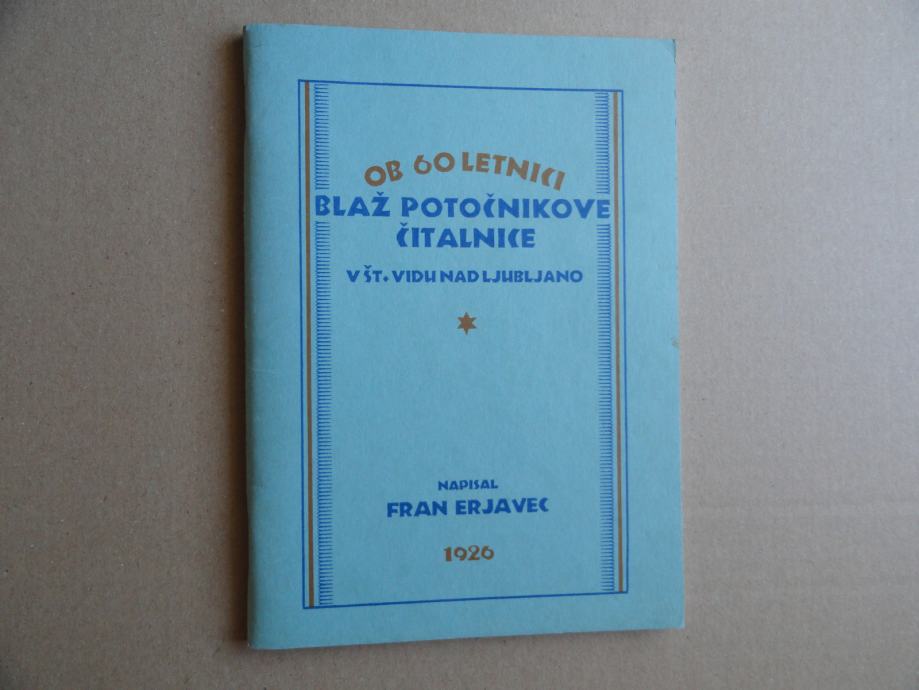 OB 60 LETNICI
BLAŽ POTOČNIKOVE
ČITALNICE
V ŠT. VIDU NAD LJUBLJANO
NAPISAL
FRAN ERJAVEC
1926